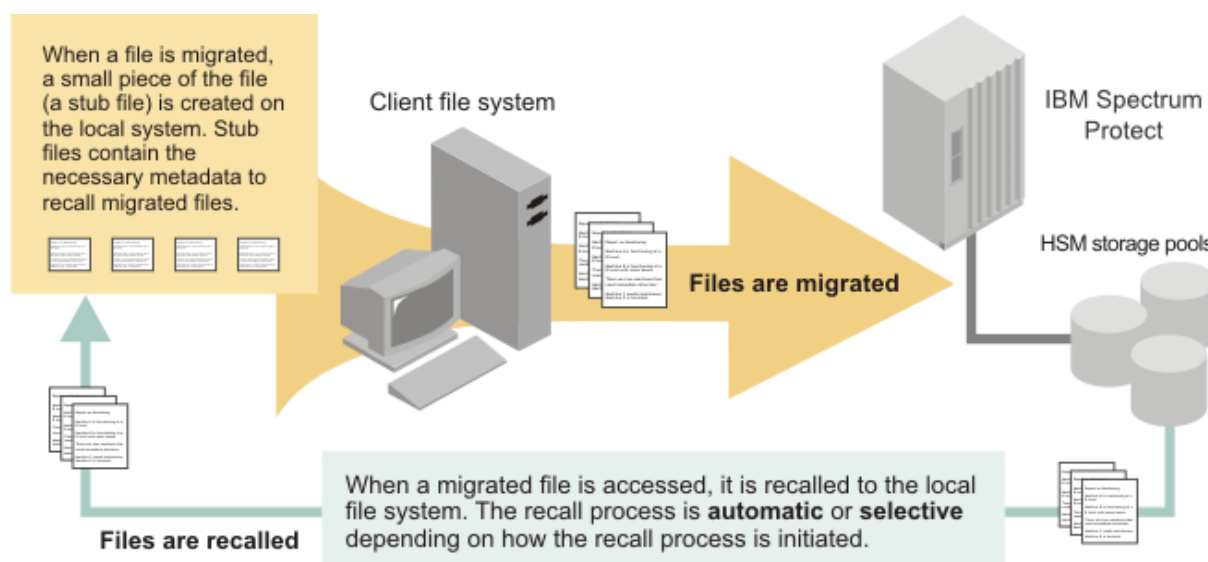 When a file is migrated,
a small piece of the file
(a stub file) is created on
the local system. Stub
files contain the
necessary metadata to
recall migrated files.
Client file system
IBM Spectrum
Protect
HSM storage pools
Files are migrated
When a migrated file is accessed, it is recalled to the local
file system. The recall process is automatic or selective
depending on how the recall process is initiated.
Files are recalled